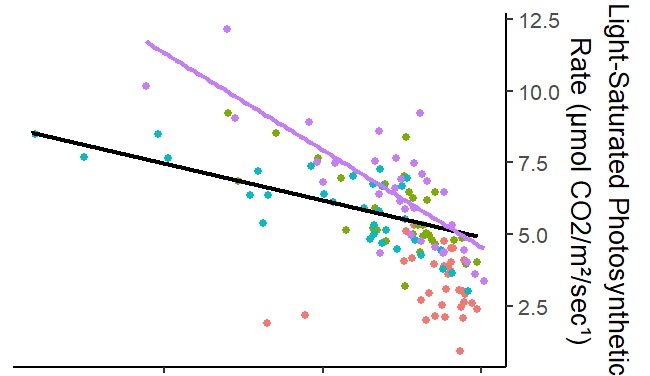 12.5
10.0
7.5
5.0
2.5
Light-Saturated Photosynthetic
Rate (µmol CO2/m²/sec¹)